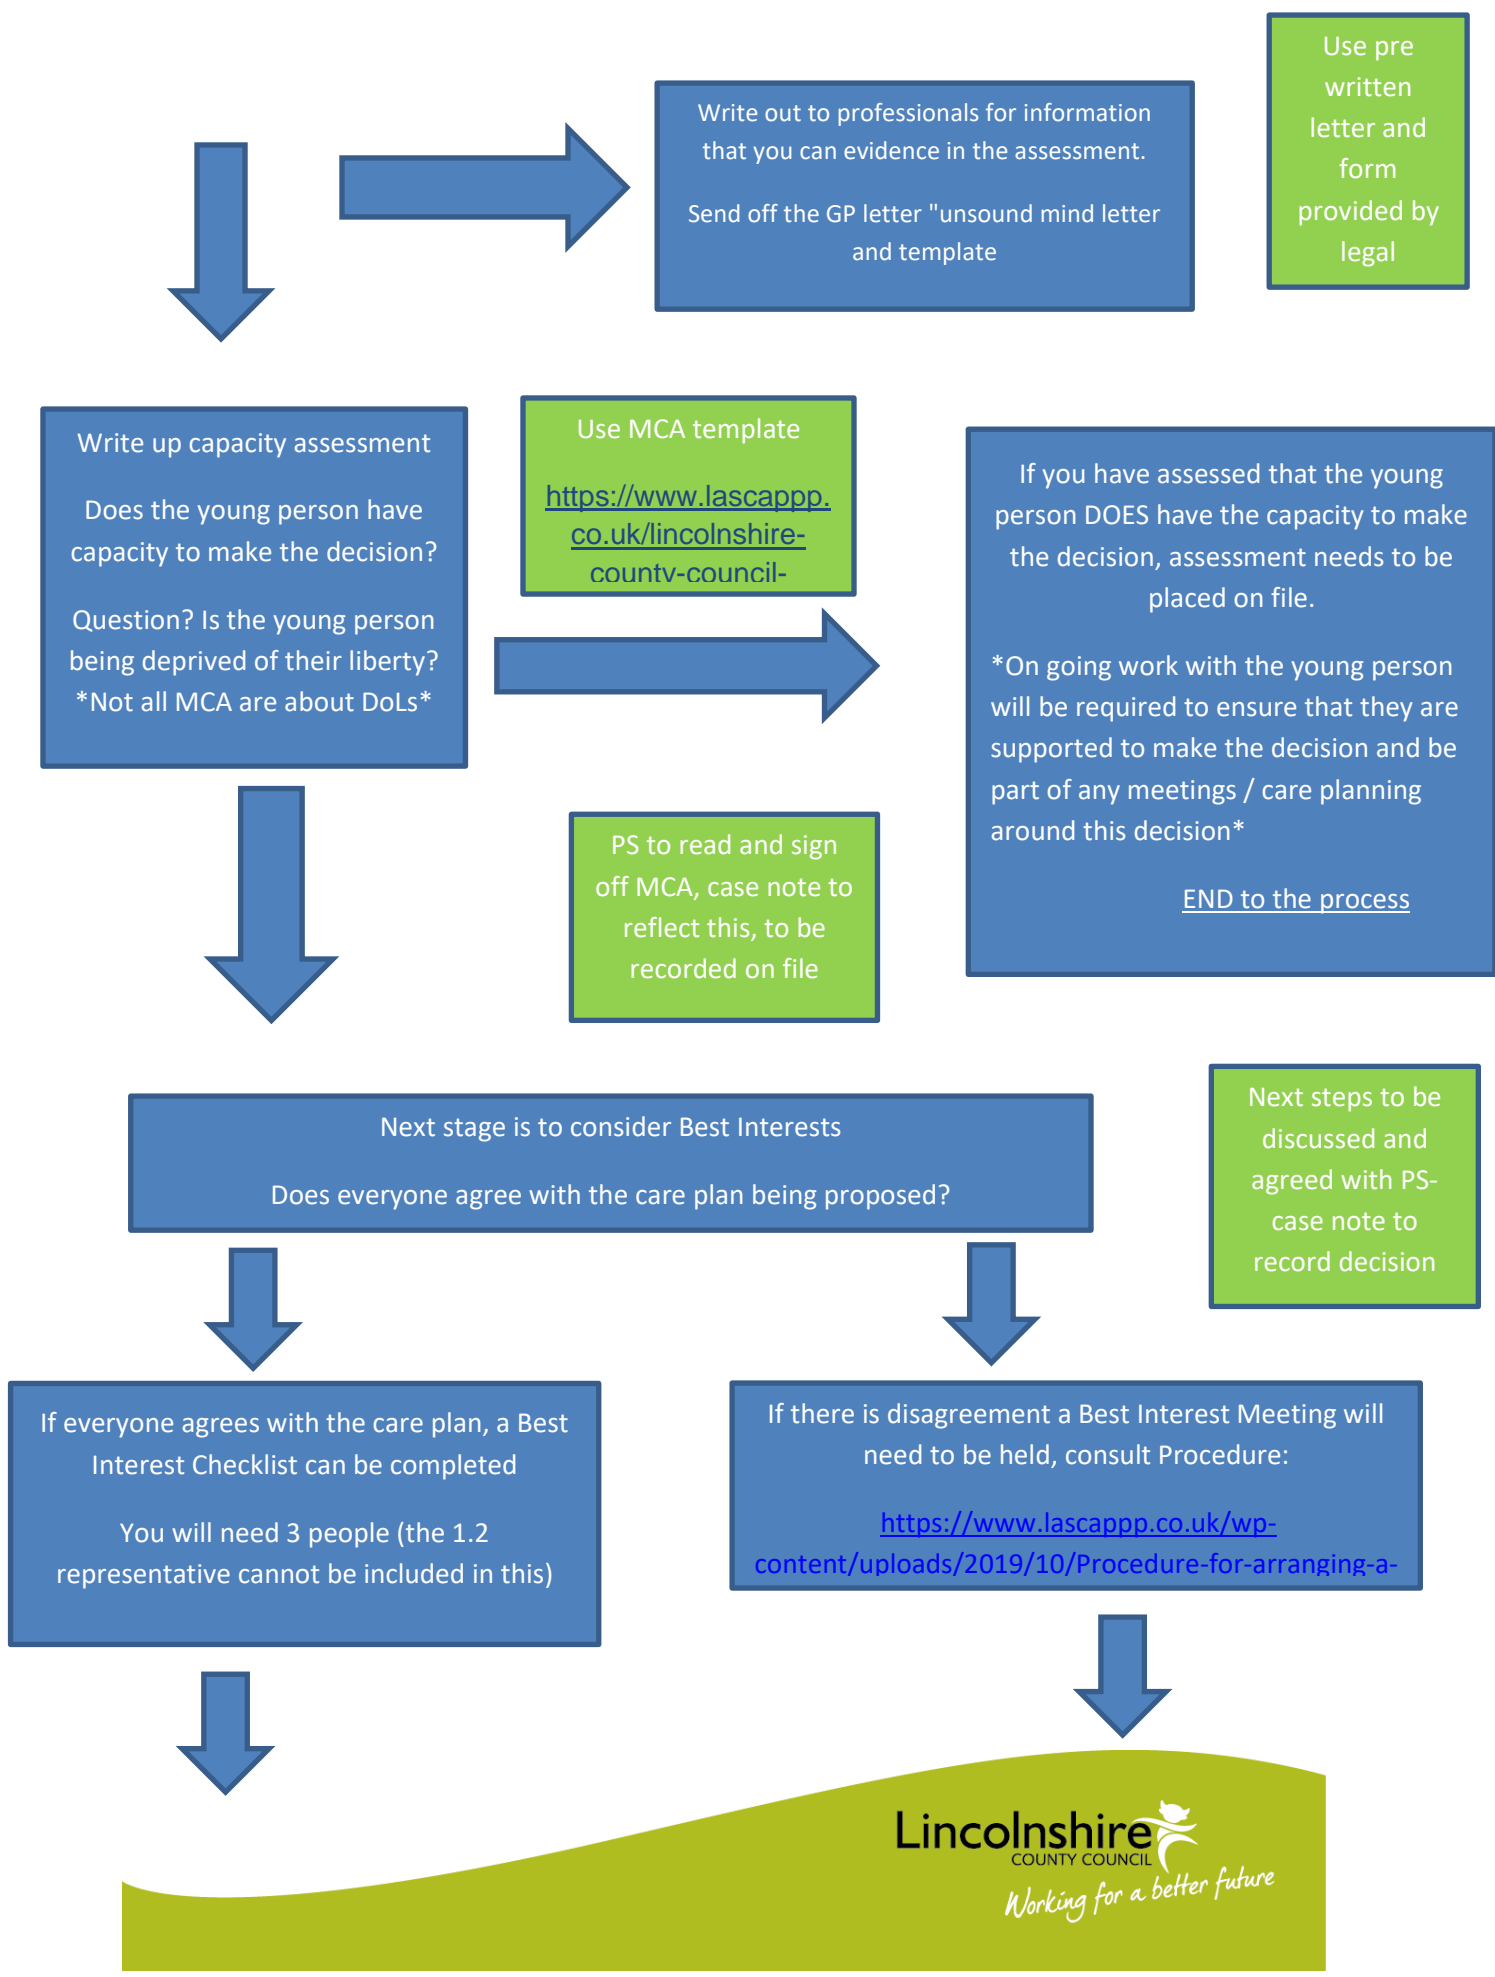 Use pre
written
letter and
form
provided by
legal
Write out to professionals for information
that you can evidence in the assessment.
Send off the GP letter "unsound mind letter
and template
Write up capacity assessment
Does the young person have
capacity to make the decision?
Question? Is the young person
being deprived of their liberty?
*Not all MCA are about DoLs*
Use MCA template
https://www.lascappp.
co.uk/lincolnshire-
county-council-
If you have assessed that the young
person DOES have the capacity to make
the decision, assessment needs to be
placed on file.
*On going work with the young person
will be required to ensure that they are
supported to make the decision and be
part of any meetings / care planning
around this decision*
END to the process
PS to read and sign
off MCA, case note to
reflect this, to be
recorded on file
Next stage is to consider Best Interests
Does everyone agree with the care plan being proposed?
Next steps to be
discussed and
agreed with PS-
case note to
record decision
If everyone agrees with the care plan, a Best
Interest Checklist can be completed
You will need 3 people (the 1.2
representative cannot be included in this)
If there is disagreement a Best Interest Meeting will
need to be held, consult Procedure:
https://www.lascappp.co.uk/wp-
content/uploads/2019/10/Procedure-for-arranging-a-
Lincolnshire
COUNTY COUNCIL
Working for a better future